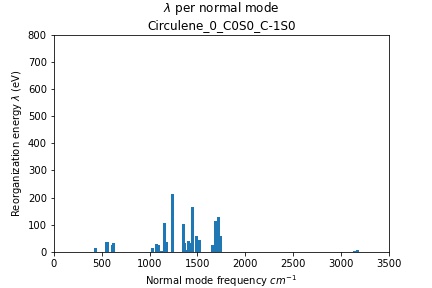 λ per normal mode
Circulene_0_C0S0_C-1S0
Reorganization energy λ (eV)
800
700
600
500
400
300
200
100
0
0 500 1000 1500 2000 2500 3000 3500
Normal mode frequency cm⁻¹